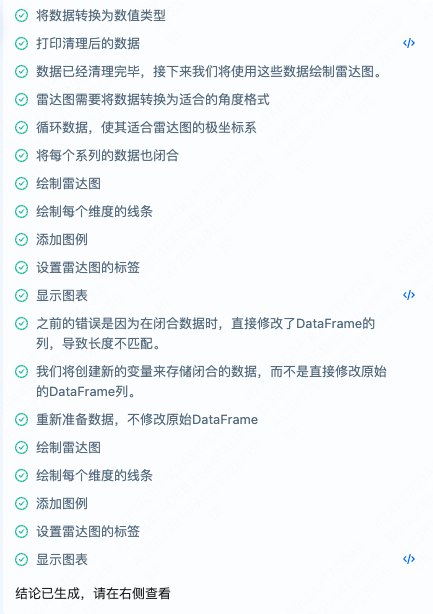 将数据转换为数值类型
打印清理后的数据
数据已经清理完毕，接下来我们将使用这些数据绘制雷达图。
雷达图需要将数据转换为适合的角度格式
循环数据，使其适合雷达图的极坐标系
将每个系列的数据也闭合
绘制雷达图
绘制每个维度的线条
添加图例
设置雷达图的标签
显示图表
之前的错误是因为在闭合数据时，直接修改了DataFrame的
列，导致长度不匹配。
我们将创建新的变量来存储闭合的数据，而不是直接修改原始
的DataFrame列。
重新准备数据，不修改原始DataFrame
绘制雷达图
绘制每个维度的线条
添加图例
设置雷达图的标签
显示图表
结论已生成，请在右侧查看